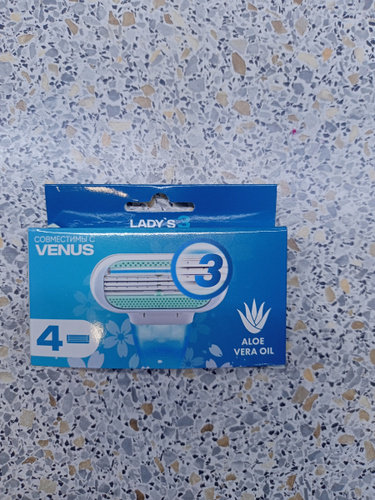 LADY'S 3
СОВМЕСТИМЫ С
VENUS
3
4
ALOE
VERA OIL